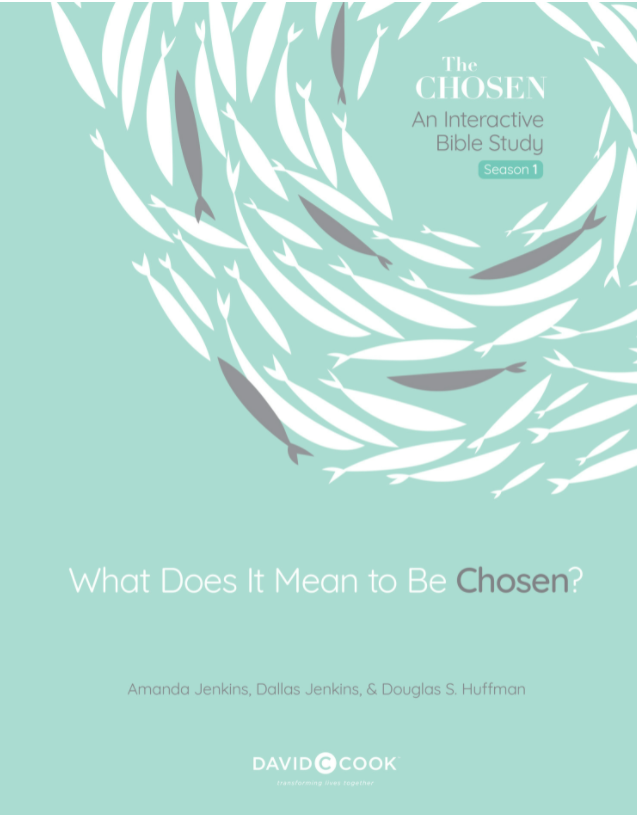 The
CHOSEN
An Interactive
Bible Study
Season 1
What Does It Mean to Be Chosen?
Amanda Jenkins, Dallas Jenkins, & Douglas S. Huffman
DAVID C COOK
transforming lives together